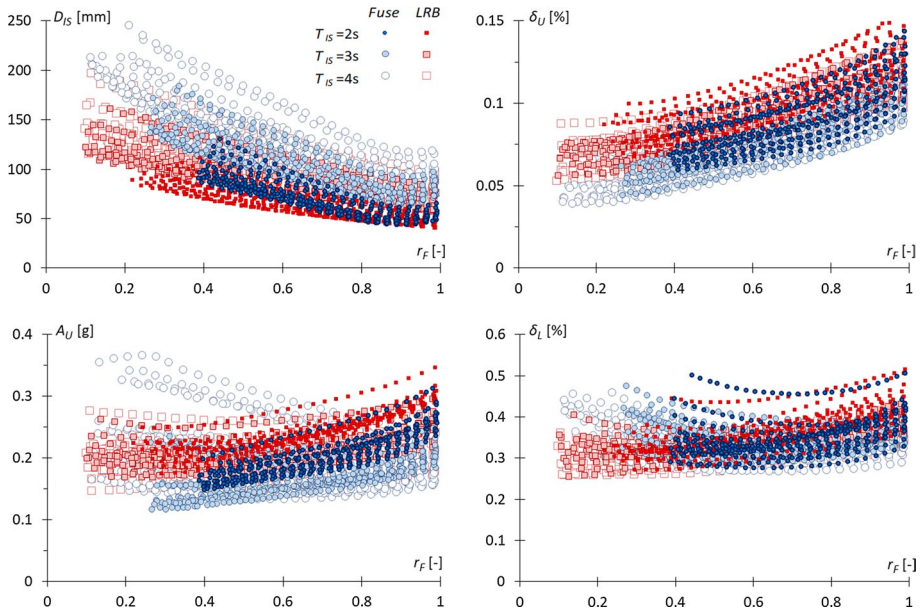 D_IS [mm]
Fuse LRB
T_IS =2s
T_IS =3s
T_IS =4s
250
200
150
100
50
0
r_F [-]
0 0.2 0.4 0.6 0.8 1
δ_U [%]
0.15
0.1
0.05
0
r_F [-]
0 0.2 0.4 0.6 0.8 1
A_U [g]
0.4
0.3
0.2
0.1
0
r_F [-]
0 0.2 0.4 0.6 0.8 1
δ_L [%]
0.6
0.5
0.4
0.3
0.2
0.1
0
r_F [-]
0 0.2 0.4 0.6 0.8 1